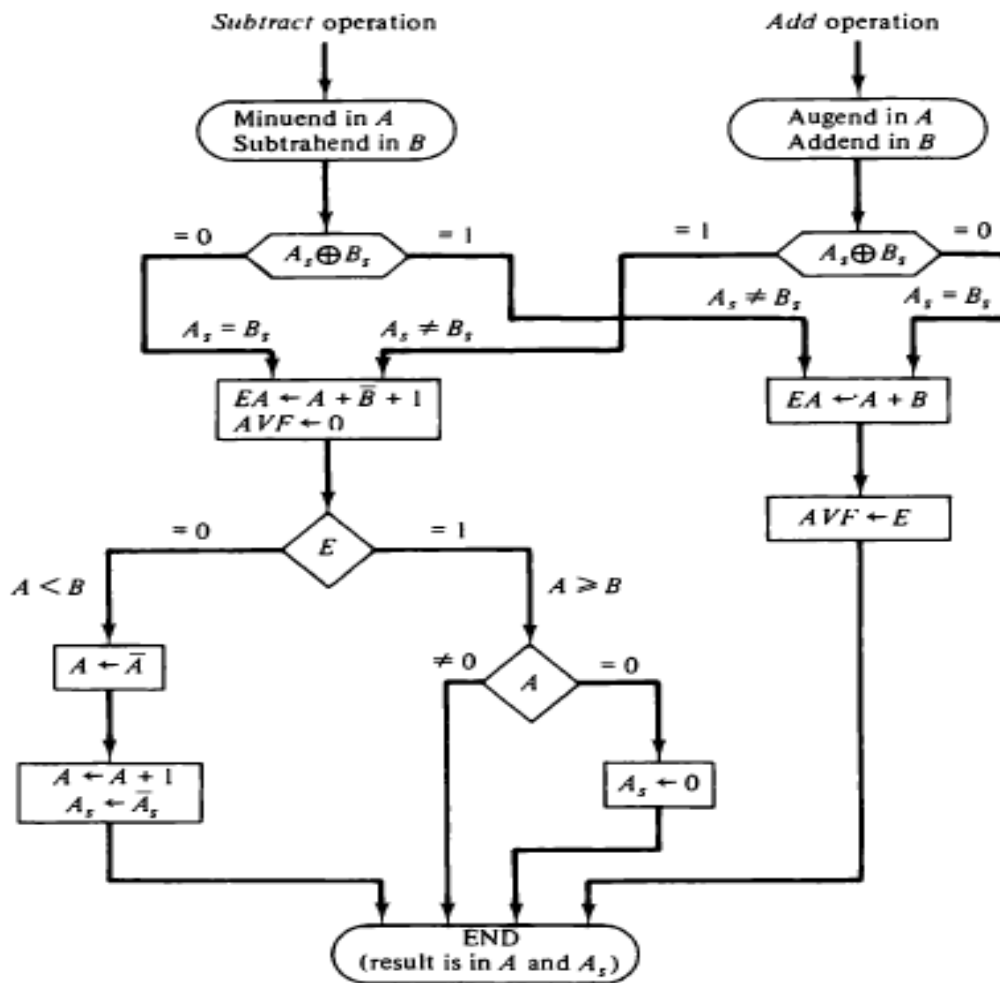 Subtract operation
Add operation
Minuend in A
Subtrahend in B
Augend in A
Addend in B
= 0
A_s ⊕ B_s
= 1
= 1
A_s ⊕ B_s
= 0
A_s = B_s
A_s ≠ B_s
A_s ≠ B_s
A_s = B_s
EA ← A + B̅ + 1
AVF ← 0
EA ← A + B
= 0
E
= 1
AVF ← E
A < B
A ⩾ B
A ← A̅
≠ 0
A
= 0
A ← A + 1
A_s ← A̅_s
A_s ← 0
END
(result is in A and A_s)